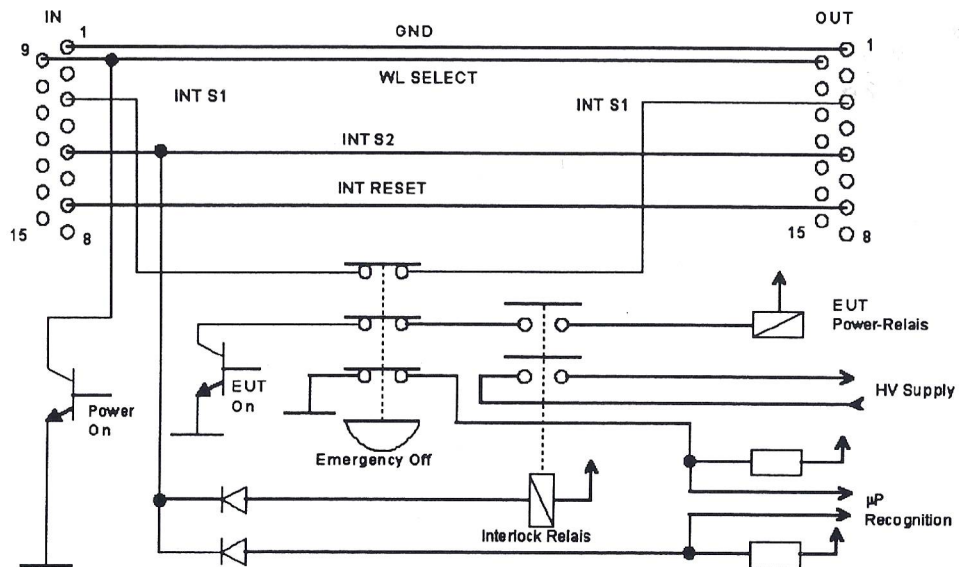 IN
OUT
1
GND
1
9
WL SELECT
INT S1
INT S1
INT S2
INT RESET
15
8
15
8
EUT
Power-Relais
EUT
On
HV Supply
Power
On
Emergency Off
µP
Recognition
Interlock Relais